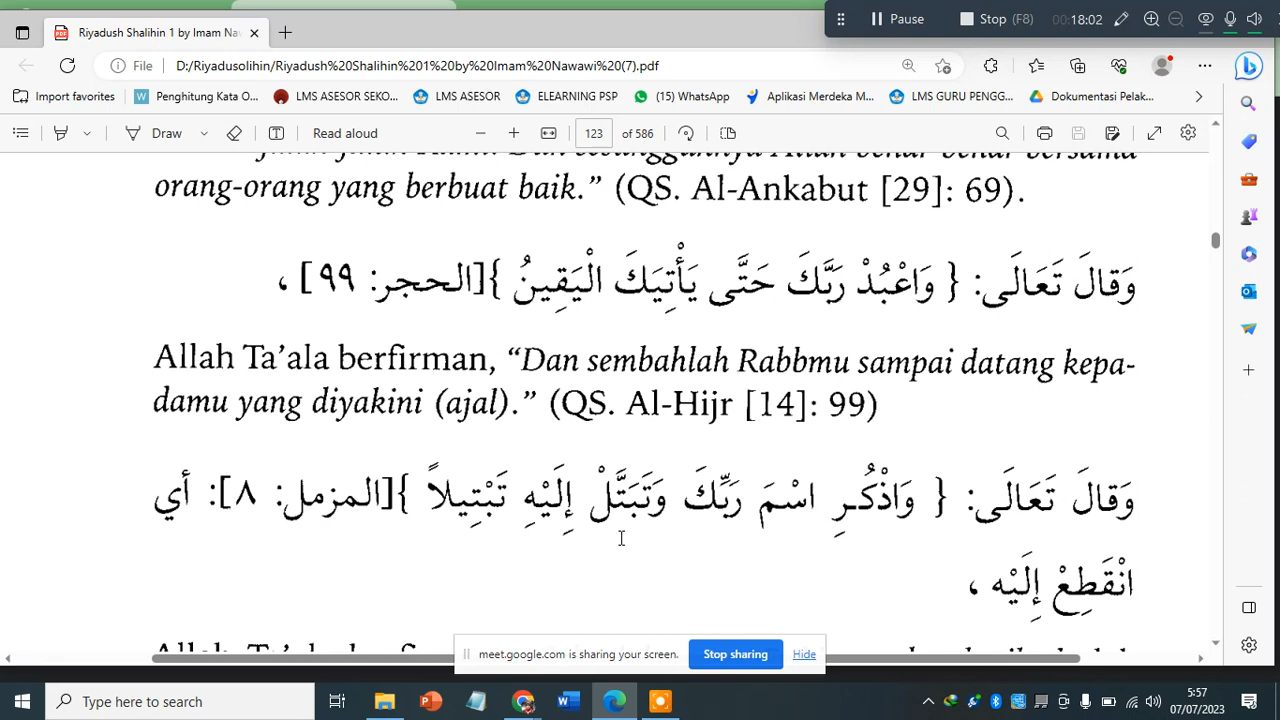 Pause
Stop (F8)
00:18:02
Riyadush Shalihin 1 by Imam Na
File
D:/Riyadusolihin/Riyadush%20Shalihin%201%20by%20Imam%20Nawawi%20(7).pdf
Import favorites
Penghitung Kata O...
LMS ASESOR SEKO...
LMS ASESOR
ELEARNING PSP
(15) WhatsApp
Aplikasi Merdeka M...
LMS GURU PENGG...
Dokumentasi Pelak...
Draw
Read aloud
123 of 586
orang-orang yang berbuat baik.” (QS. Al-Ankabut [29]: 69).
وَقالَ تَعَالَى: { وَاعْبُدْ رَبَّكَ حَتَّى يَأْتِيَكَ الْيَقِينُ }[الحجر: ٩٩] ،
Allah Ta’ala berfirman, “Dan sembahlah Rabbmu sampai datang kepa-
damu yang diyakini (ajal).” (QS. Al-Hijr [14]: 99)
وَقالَ تَعَالَى: { وَاذْكُرِ اسْمَ رَبِّكَ وَتَبَتَّلْ إِلَيْهِ تَبْتِيلاً }[المزمل: ٨]: أي
انْقَطِعْ إِلَيْه ،
meet.google.com is sharing your screen.
Stop sharing
Hide
Type here to search
5:57
07/07/2023